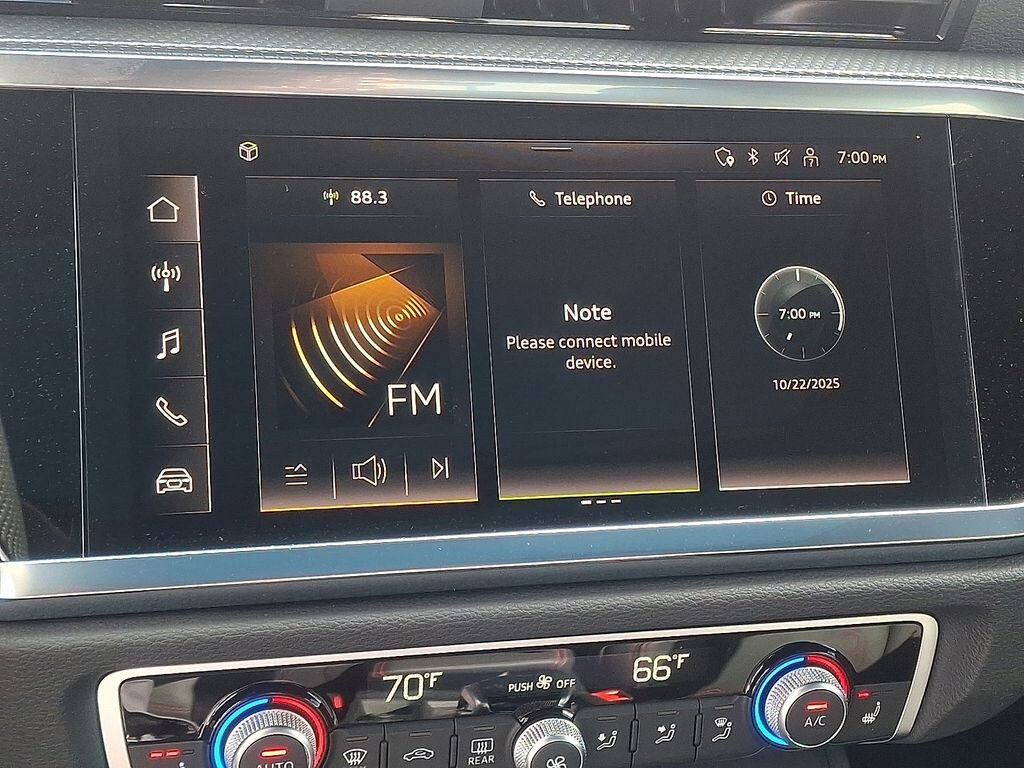 7:00 PM
88.3
Telephone
Time
Note
Please connect mobile
device.
7:00 PM
10/22/2025
FM
70°F
PUSH OFF
66°F
A/C
AUTO
REAR